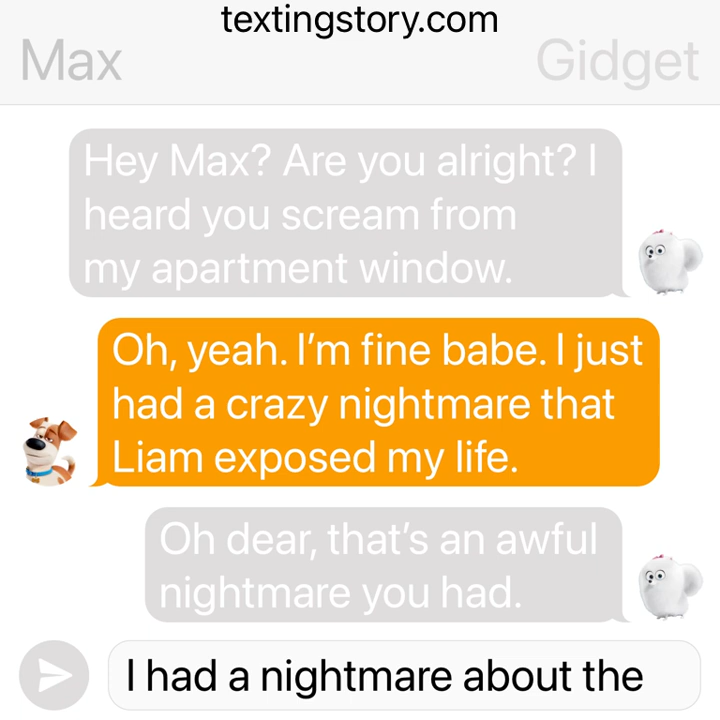 textingstory.com
Max
Gidget
Hey Max? Are you alright? I
heard you scream from
my apartment window.
Oh, yeah. I’m fine babe. I just
had a crazy nightmare that
Liam exposed my life.
Oh dear, that’s an awful
nightmare you had.
I had a nightmare about the